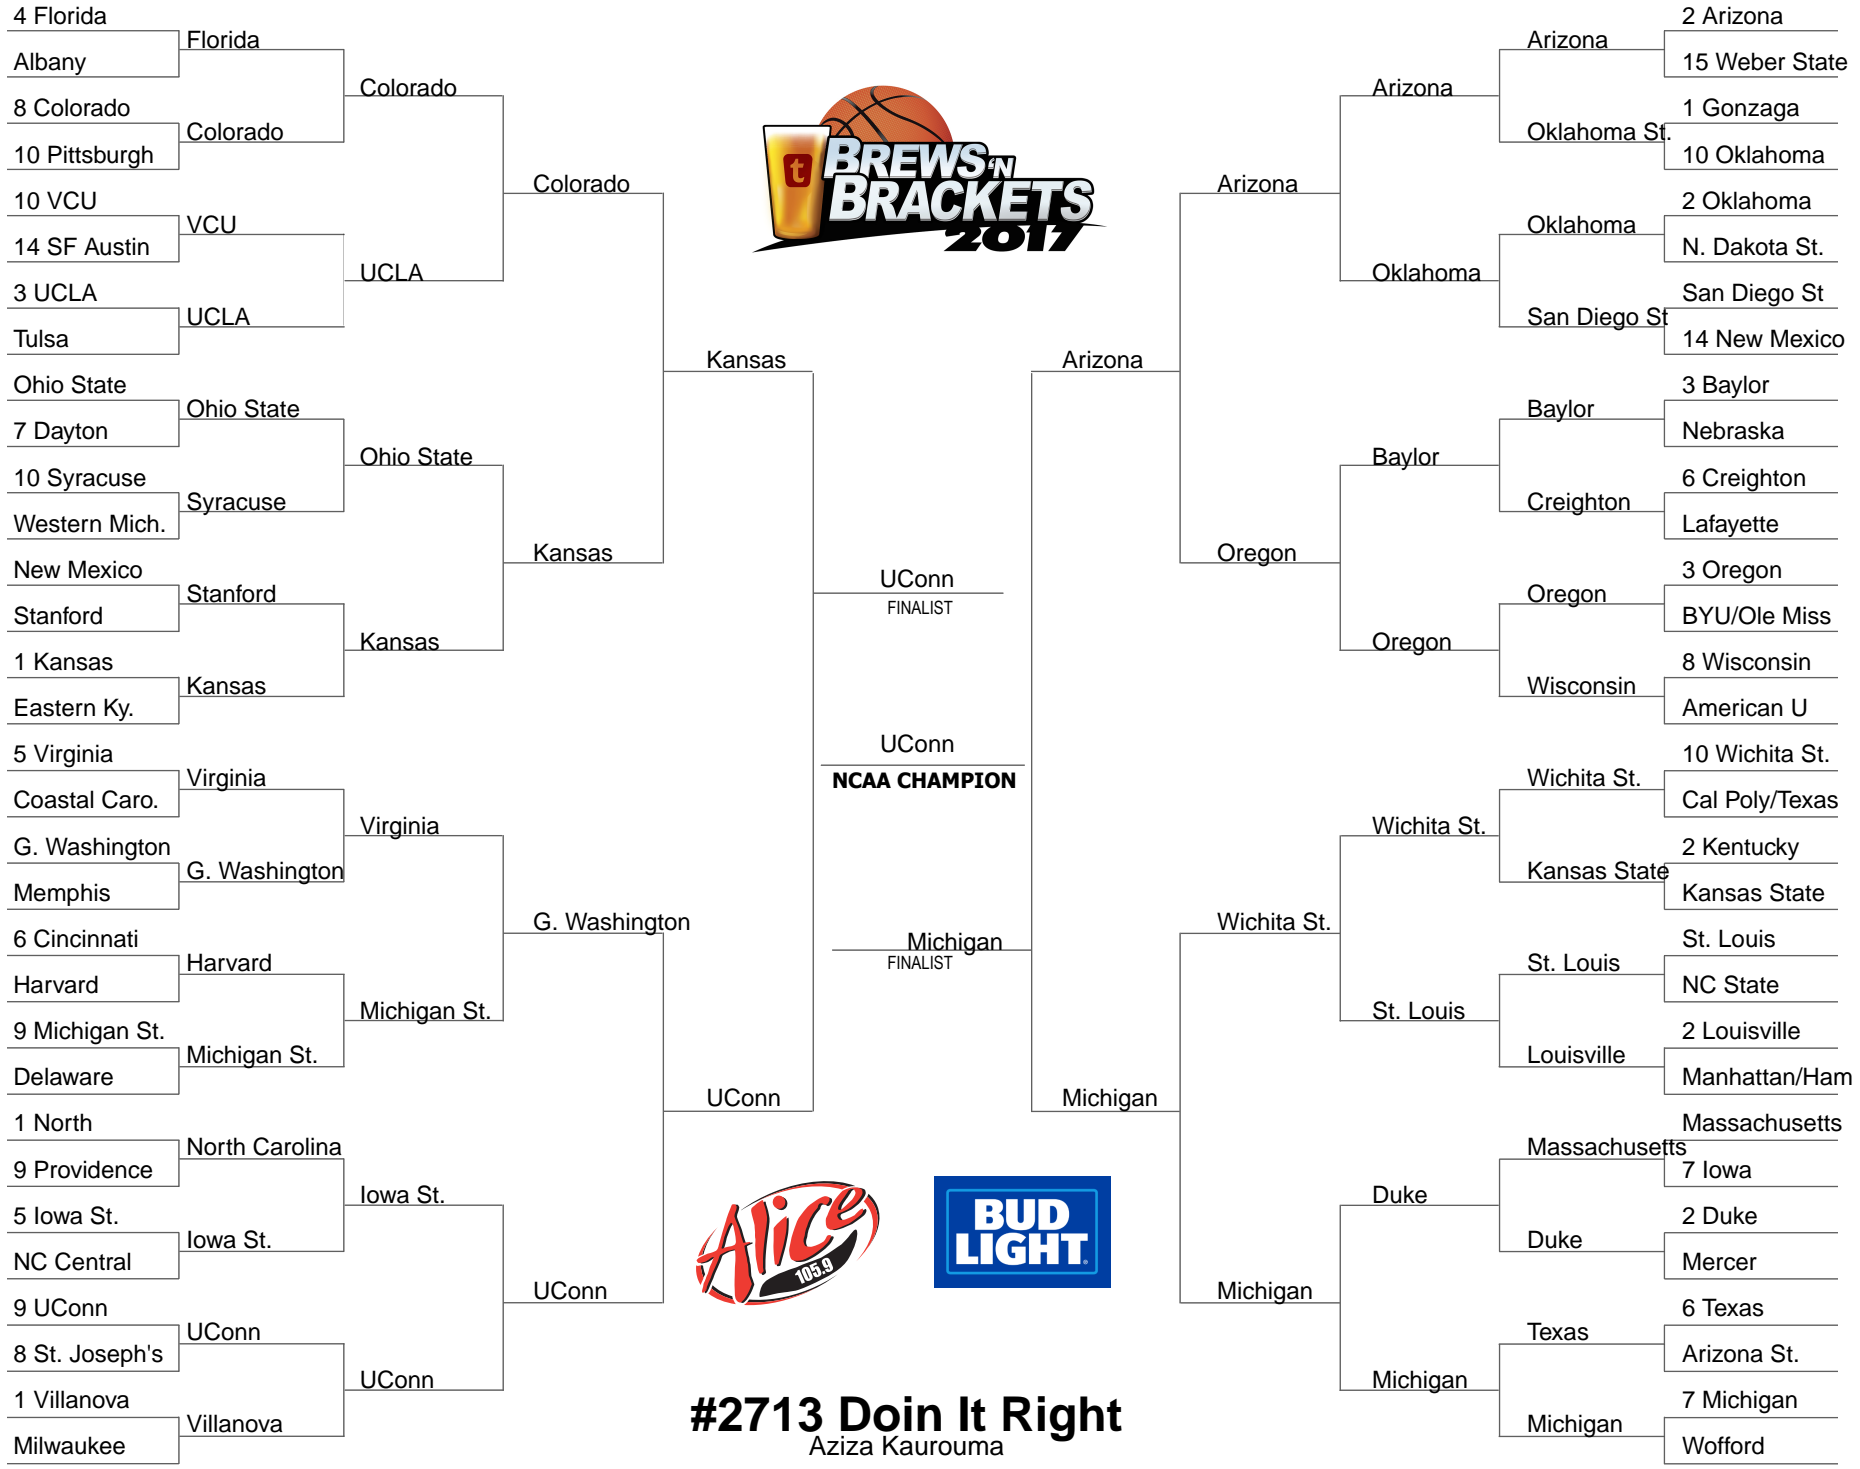 4 Florida
Albany
8 Colorado
10 Pittsburgh
10 VCU
14 SF Austin
3 UCLA
Tulsa
Ohio State
7 Dayton
10 Syracuse
Western Mich.
New Mexico
Stanford
1 Kansas
Eastern Ky.
5 Virginia
Coastal Caro.
G. Washington
Memphis
6 Cincinnati
Harvard
9 Michigan St.
Delaware
1 North
9 Providence
5 Iowa St.
NC Central
9 UConn
8 St. Joseph's
1 Villanova
Milwaukee
Florida
Colorado
VCU
UCLA
Ohio State
Syracuse
Stanford
Kansas
Virginia
G. Washington
Harvard
Michigan St.
North Carolina
Iowa St.
UConn
Villanova
Colorado
UCLA
Ohio State
Kansas
Virginia
Michigan St.
Iowa St.
UConn
Colorado
Kansas
G. Washington
UConn
Kansas
UConn
t
BREWS 'N
BRACKETS
2017
UConn
FINALIST
UConn
NCAA CHAMPION
Michigan
FINALIST
Alice
105.9
BUD
LIGHT
#2713 Doin It Right
Aziza Kaurouma
Arizona
Michigan
Arizona
Oregon
Wichita St.
Michigan
Arizona
Oklahoma
Baylor
Oregon
Wichita St.
St. Louis
Duke
Michigan
Arizona
Oklahoma St.
Oklahoma
San Diego St
Baylor
Creighton
Oregon
Wisconsin
Wichita St.
Kansas State
St. Louis
Louisville
Massachusetts
Duke
Texas
Michigan
2 Arizona
15 Weber State
1 Gonzaga
10 Oklahoma
2 Oklahoma
N. Dakota St.
San Diego St
14 New Mexico
3 Baylor
Nebraska
6 Creighton
Lafayette
3 Oregon
BYU/Ole Miss
8 Wisconsin
American U
10 Wichita St.
Cal Poly/Texas
2 Kentucky
Kansas State
St. Louis
NC State
2 Louisville
Manhattan/Ham
Massachusetts
7 Iowa
2 Duke
Mercer
6 Texas
Arizona St.
7 Michigan
Wofford